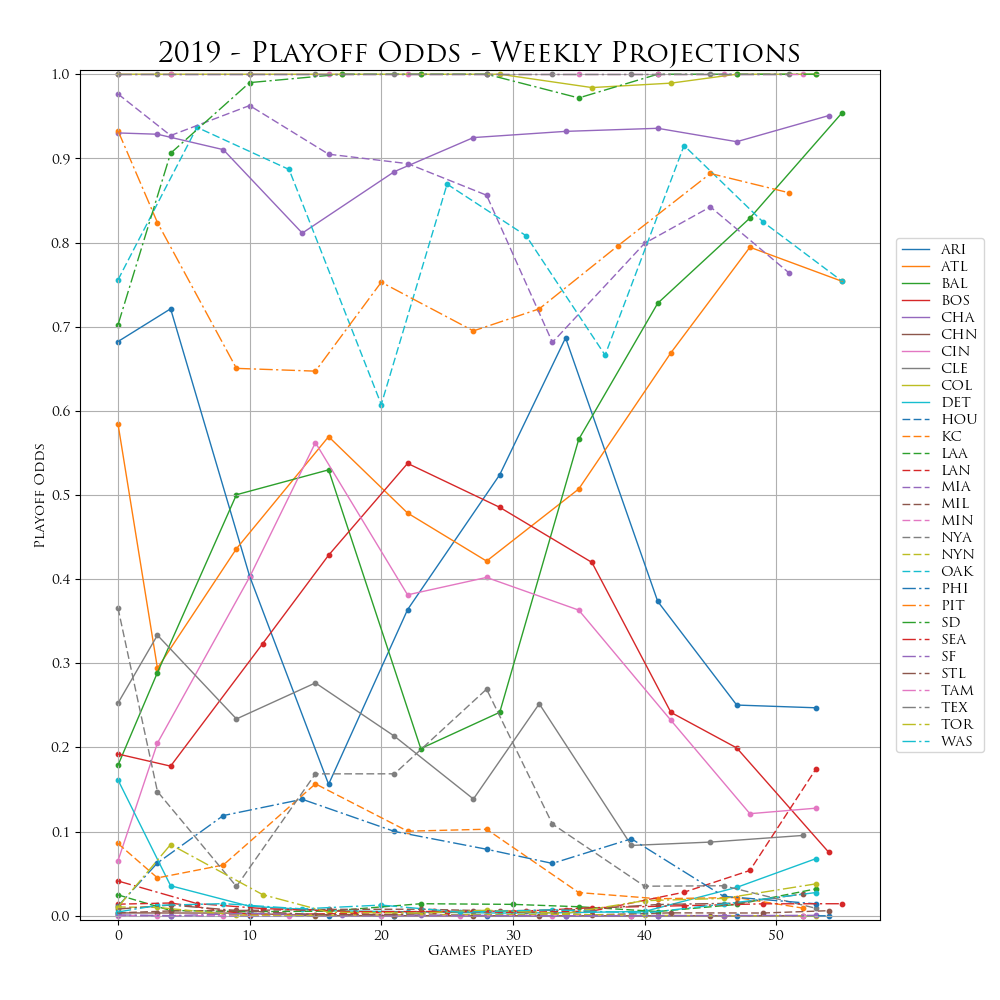 2019 - Playoff Odds - Weekly Projections
1.0
0.9
0.8
0.7
0.6
0.5
0.4
0.3
0.2
0.1
0.0
Playoff Odds
0 10 20 30 40 50
Games Played
ARI
ATL
BAL
BOS
CHA
CHN
CIN
CLE
COL
DET
HOU
KC
LAA
LAN
MIA
MIL
MIN
NYA
NYN
OAK
PHI
PIT
SD
SEA
SF
STL
TAM
TEX
TOR
WAS